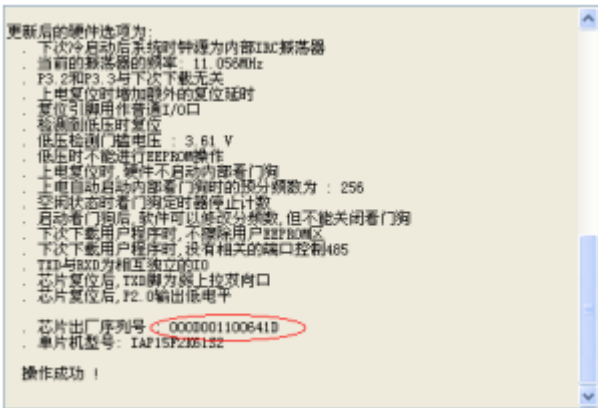 更新后的硬件选项为:
. 下次冷启动后系统时钟源为内部IRC振荡器
. 当前的振荡器的频率: 11.056MHz
. P3.2和P3.3与下次下载无关
. 上电复位时增加额外的复位延时
. 复位引脚用作普通I/O口
. 检测到低压时复位
. 低压检测门槛电压 : 3.61 V
. 低压时不能进行EEPROM操作
. 上电复位时,硬件不启动内部看门狗
. 上电自动启动内部看门狗时的预分频数为 : 256
. 空闲状态时看门狗定时器停止计数
. 启动看门狗后,软件可以修改分频数,但不能关闭看门狗
. 下次下载用户程序时,不擦除用户EEPROM区
. 下次下载用户程序时,没有相关的端口控制485
. TXD与RXD为相互独立的IO
. 芯片复位后,TXD脚为弱上拉双向口
. 芯片复位后,P2.0输出低电平
. 芯片出厂序列号 : 000D001100641D
. 单片机型号: IAP15F2K61S2
操作成功 !